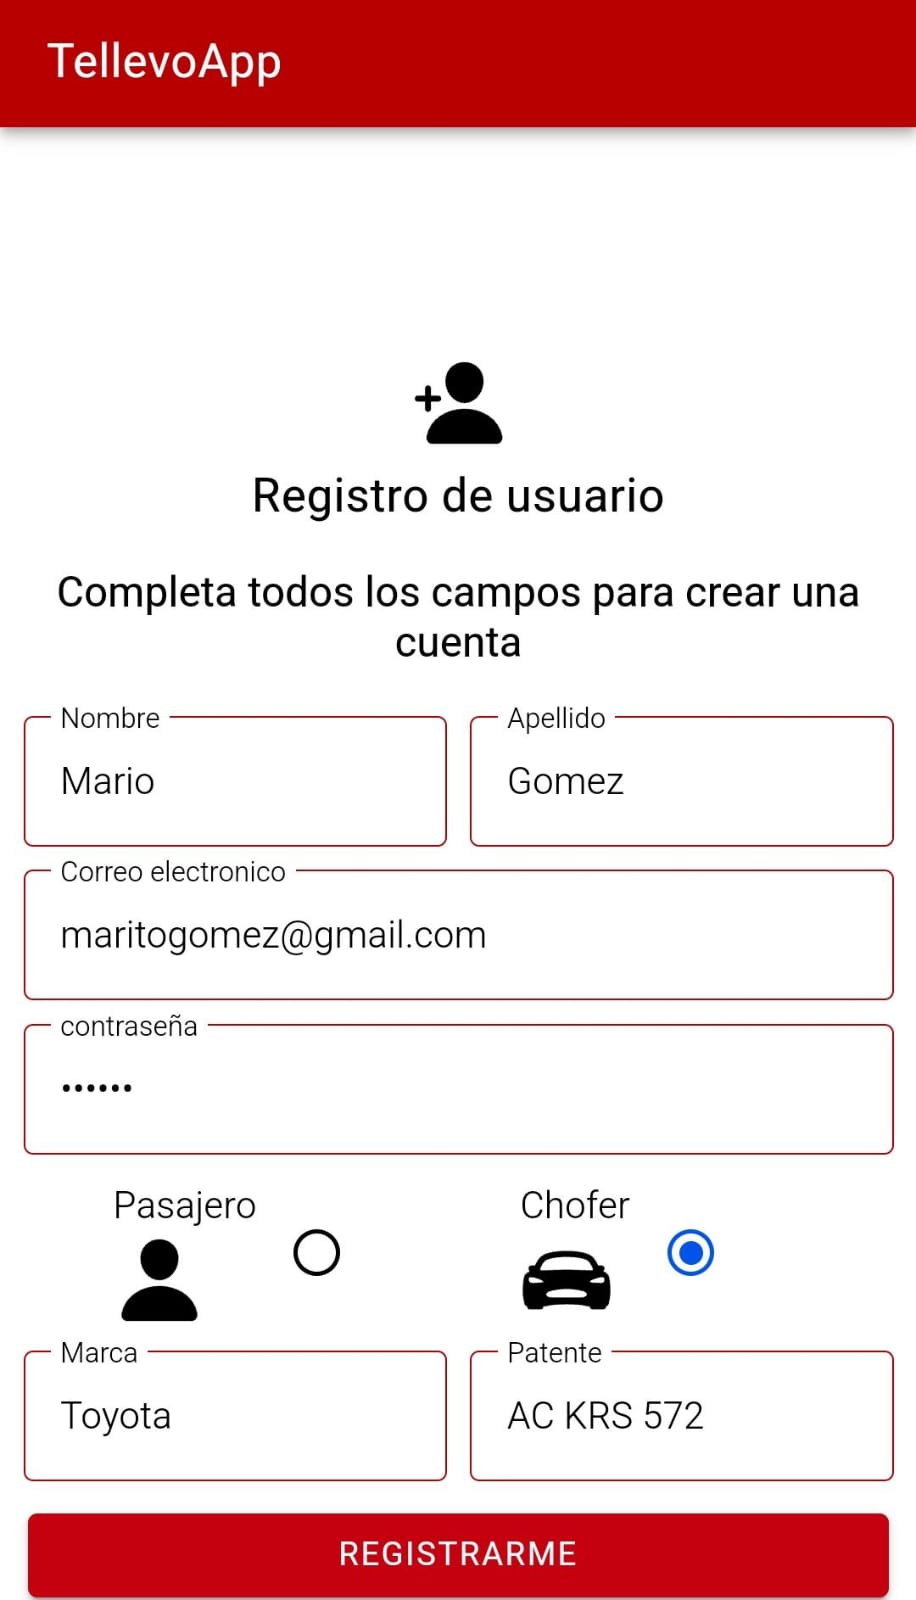 TellevoApp
Registro de usuario
Completa todos los campos para crear una
cuenta
Nombre
Mario
Apellido
Gomez
Correo electronico
maritogomez@gmail.com
contraseña
••••••
Pasajero
Chofer
Marca
Toyota
Patente
AC KRS 572
REGISTRARME